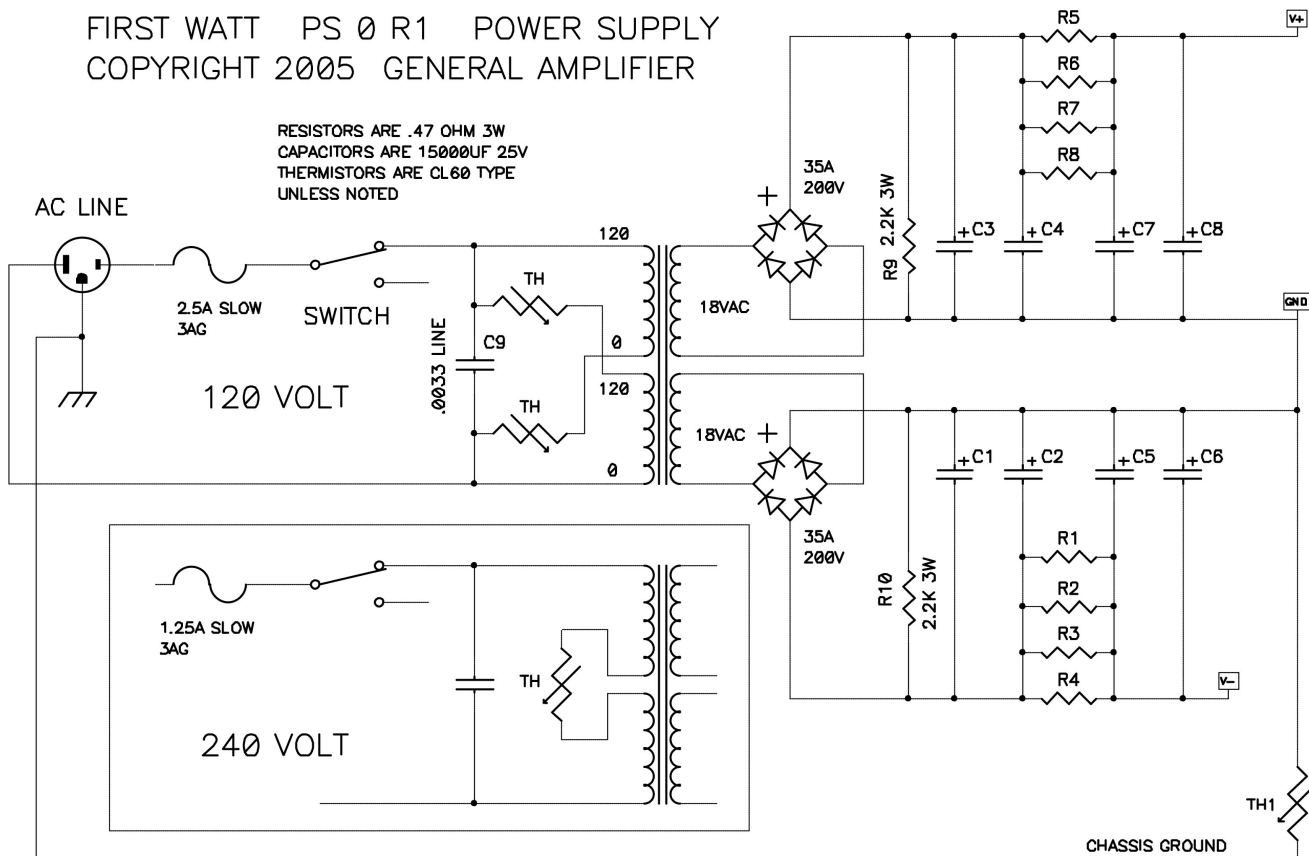 FIRST WATT PS 0 R1 POWER SUPPLY
COPYRIGHT 2005 GENERAL AMPLIFIER
RESISTORS ARE .47 OHM 3W
CAPACITORS ARE 15000UF 25V
THERMISTORS ARE CL60 TYPE
UNLESS NOTED
AC LINE
2.5A SLOW
3AG
SWITCH
120 VOLT
.0033 LINE
C9
TH
TH
120
0
120
0
18VAC
18VAC
+
35A
200V
+
35A
200V
R5
R6
R7
R8
R9 2.2K 3W
+ C3
+ C4
+ C7
+ C8
V+
GND
+ C1
+ C2
+ C5
+ C6
R10
2.2K 3W
R1
R2
R3
R4
V-
TH1
CHASSIS GROUND
1.25A SLOW
3AG
TH
240 VOLT